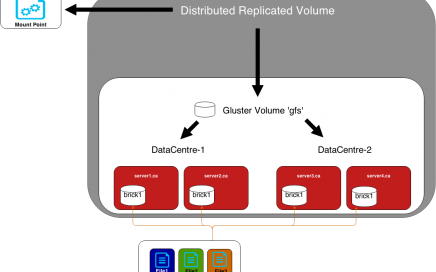 Distributed Replicated Volume
Mount Point
Gluster Volume 'gfs'
DataCentre-1
DataCentre-2
server1.ca
server2.ca
server3.ca
server4.ca
brick1
brick1
brick1
brick1
File1
File2
File3